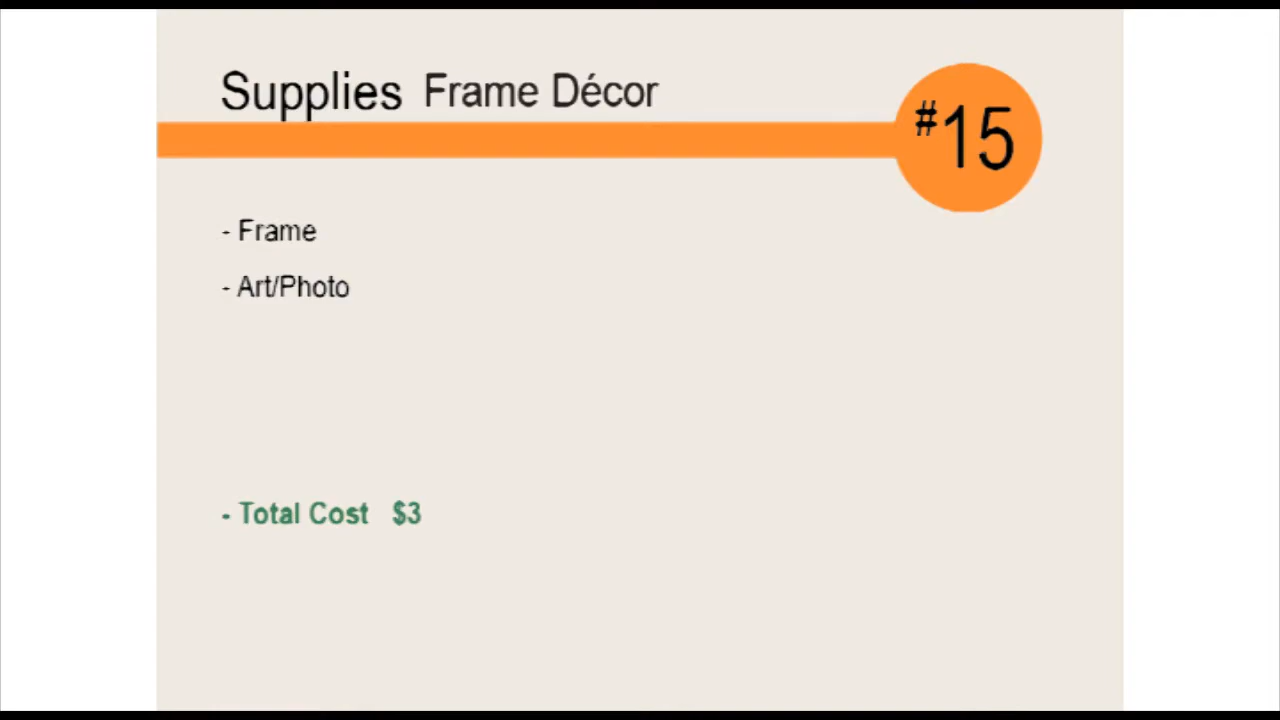 Supplies Frame Décor
#15
- Frame
- Art/Photo
- Total Cost $3